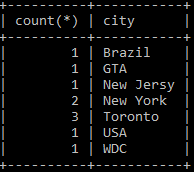 count(*) | city
1 | Brazil
1 | GTA
1 | New Jersy
2 | New York
3 | Toronto
1 | USA
1 | WDC